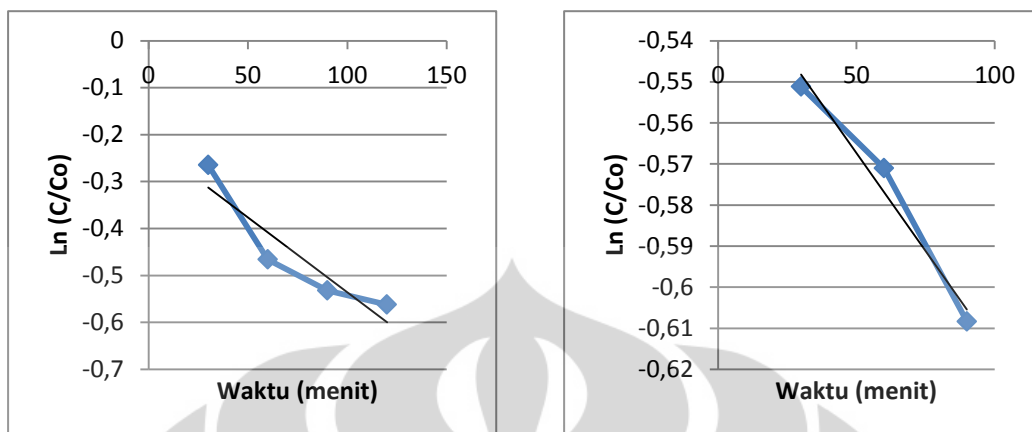 0
-0,1
-0,2
-0,3
-0,4
-0,5
-0,6
-0,7
0 50 100 150
Ln (C/Co)
Waktu (menit)
-0,54
-0,55
-0,56
-0,57
-0,58
-0,59
-0,6
-0,61
-0,62
0 50 100
Ln (C/Co)
Waktu (menit)